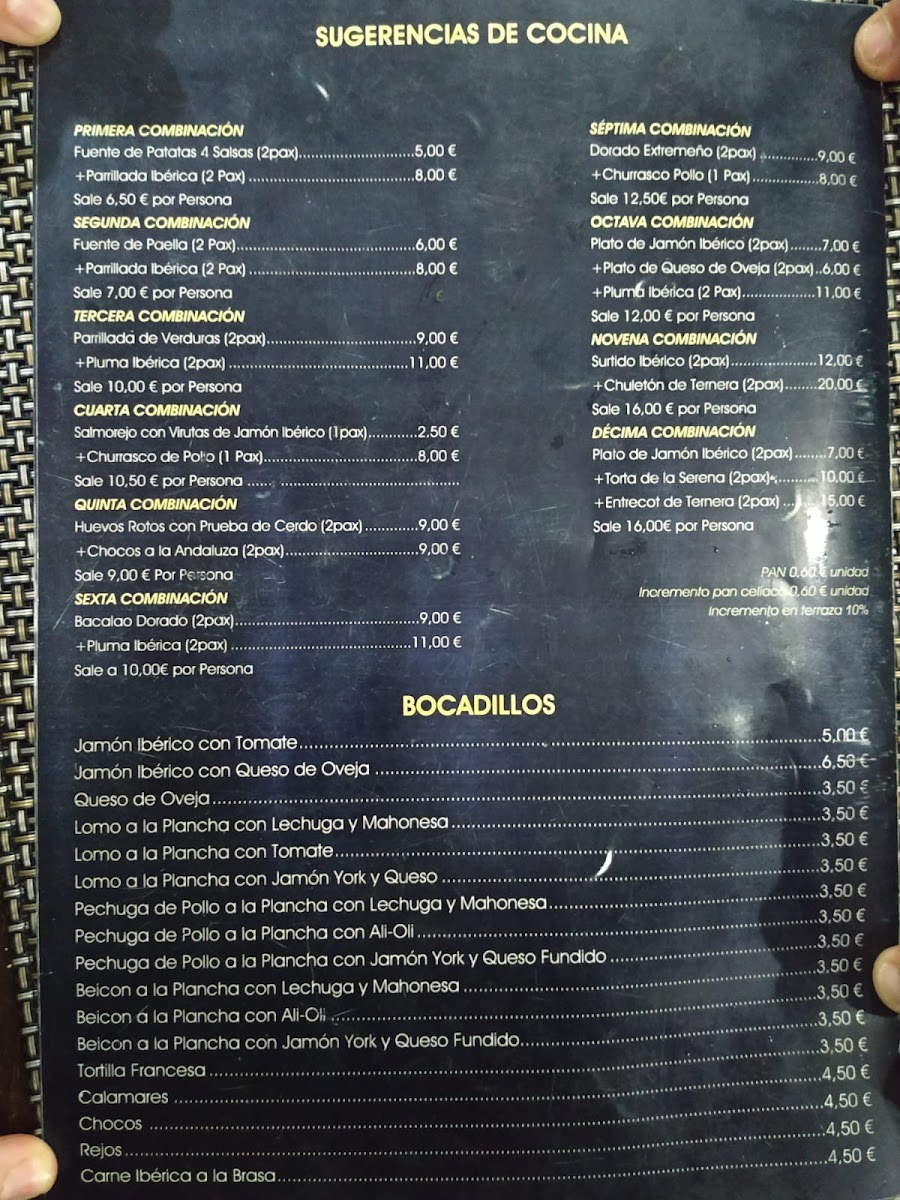 SUGERENCIAS DE COCINA
PRIMERA COMBINACIÓN
Fuente de Patatas 4 Salsas (2pax)..........5,00 €
+Parrillada Ibérica (2 Pax)..........8,00 €
Sale 6,50 € por Persona
SEGUNDA COMBINACIÓN
Fuente de Paella (2 Pax)..........6,00 €
+Parrillada Ibérica (2 Pax)..........8,00 €
Sale 7,00 € por Persona
TERCERA COMBINACIÓN
Parrillada de Verduras (2pax)..........9,00 €
+Pluma Ibérica (2pax)..........11,00 €
Sale 10,00 € por Persona
CUARTA COMBINACIÓN
Salmorejo con Virutas de Jamón Ibérico (1pax)..........2,50 €
+Churrasco de Pollo (1 Pax)..........8,00 €
Sale 10,50 € por Persona ..........
QUINTA COMBINACIÓN
Huevos Rotos con Prueba de Cerdo (2pax)..........9,00 €
+Chocos a la Andaluza (2pax)..........9,00 €
Sale 9,00 € Por Persona
SEXTA COMBINACIÓN
Bacalao Dorado (2pax)..........9,00 €
+Pluma Ibérica (2pax)..........11,00 €
Sale a 10,00€ por Persona
SÉPTIMA COMBINACIÓN
Dorado Extremeño (2pax)..........9,00 €
+Churrasco Pollo (1 Pax)..........8,00 €
Sale 12,50€ por Persona
OCTAVA COMBINACIÓN
Plato de Jamón Ibérico (2pax)........7,00 €
+Plato de Queso de Oveja (2pax)..6,00 €
+Pluma Ibérica (2 Pax)..........11,00 €
Sale 12,00 € por Persona
NOVENA COMBINACIÓN
Surtido Ibérico (2pax)..........12,00 €
+Chuletón de Ternera (2pax)........20,00 €
Sale 16,00 € por Persona
DÉCIMA COMBINACIÓN
Plato de Jamón Ibérico (2pax)........7,00 €
+Torta de la Serena (2pax)..........10,00 €
+Entrecot de Ternera (2pax)..........15,00 €
Sale 16,00€ por Persona
PAN 0,60 € unidad
Incremento pan celiaco 0,60 € unidad
Incremento en terraza 10%
BOCADILLOS
Jamón Ibérico con Tomate..........5,00 €
Jamón Ibérico con Queso de Oveja..........6,50 €
Queso de Oveja..........3,50 €
Lomo a la Plancha con Lechuga y Mahonesa..........3,50 €
Lomo a la Plancha con Tomate..........3,50 €
Lomo a la Plancha con Jamón York y Queso..........3,50 €
Pechuga de Pollo a la Plancha con Lechuga y Mahonesa..........3,50 €
Pechuga de Pollo a la Plancha con Ali-Oli..........3,50 €
Pechuga de Pollo a la Plancha con Jamón York y Queso Fundido..........3,50 €
Beicon a la Plancha con Lechuga y Mahonesa..........3,50 €
Beicon a la Plancha con Ali-Oli..........3,50 €
Beicon a la Plancha con Jamón York y Queso Fundido..........3,50 €
Tortilla Francesa..........3,50 €
Calamares..........4,50 €
Chocos..........4,50 €
Rejos..........4,50 €
Carne Ibérica a la Brasa..........4,50 €